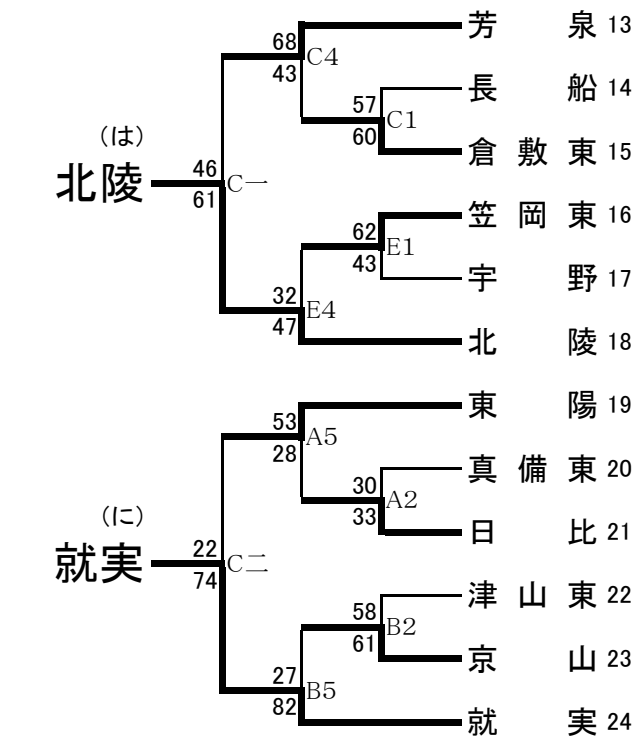 芳泉 13
68
C4
43
長船 14
57
C1
60
倉敷東 15
(は)
北陵
46
C一
61
笠岡東 16
62
E1
43
宇野 17
32
E4
47
北陵 18
東陽 19
53
A5
28
真備東 20
30
A2
33
日比 21
(に)
就実
22
C二
74
津山東 22
58
B2
61
京山 23
27
B5
82
就実 24